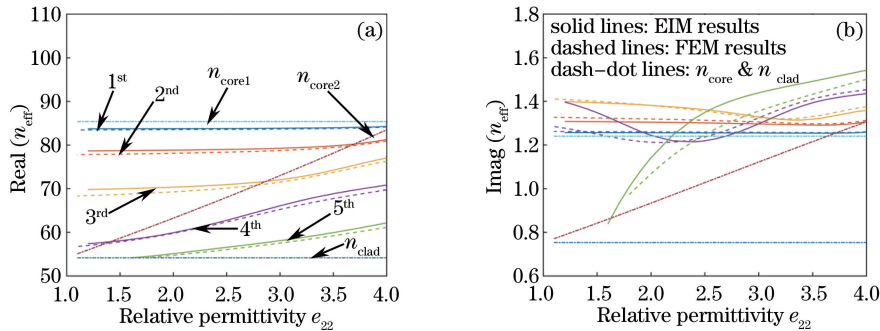 110
100
90
80
70
60
50
Real (n_eff)
1.0 1.5 2.0 2.5 3.0 3.5 4.0
Relative permittivity e_22
(a)
1st
2nd
n_core1
n_core2
3rd
4th
5th
n_clad
1.8
1.6
1.4
1.2
1.0
0.8
0.6
Imag (n_eff)
1.0 1.5 2.0 2.5 3.0 3.5 4.0
Relative permittivity e_22
(b)
solid lines: EIM results
dashed lines: FEM results
dash-dot lines: n_core & n_clad